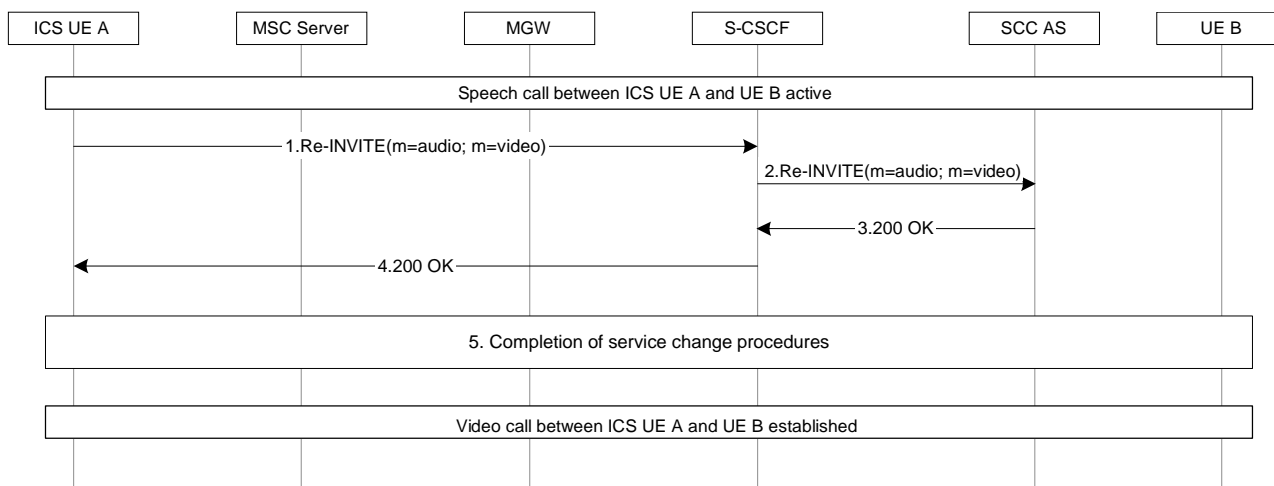 ICS UE A
MSC Server
MGW
S-CSCF
SCC AS
UE B
Speech call between ICS UE A and UE B active
1.Re-INVITE(m=audio; m=video)
2.Re-INVITE(m=audio; m=video)
3.200 OK
4.200 OK
5. Completion of service change procedures
Video call between ICS UE A and UE B established